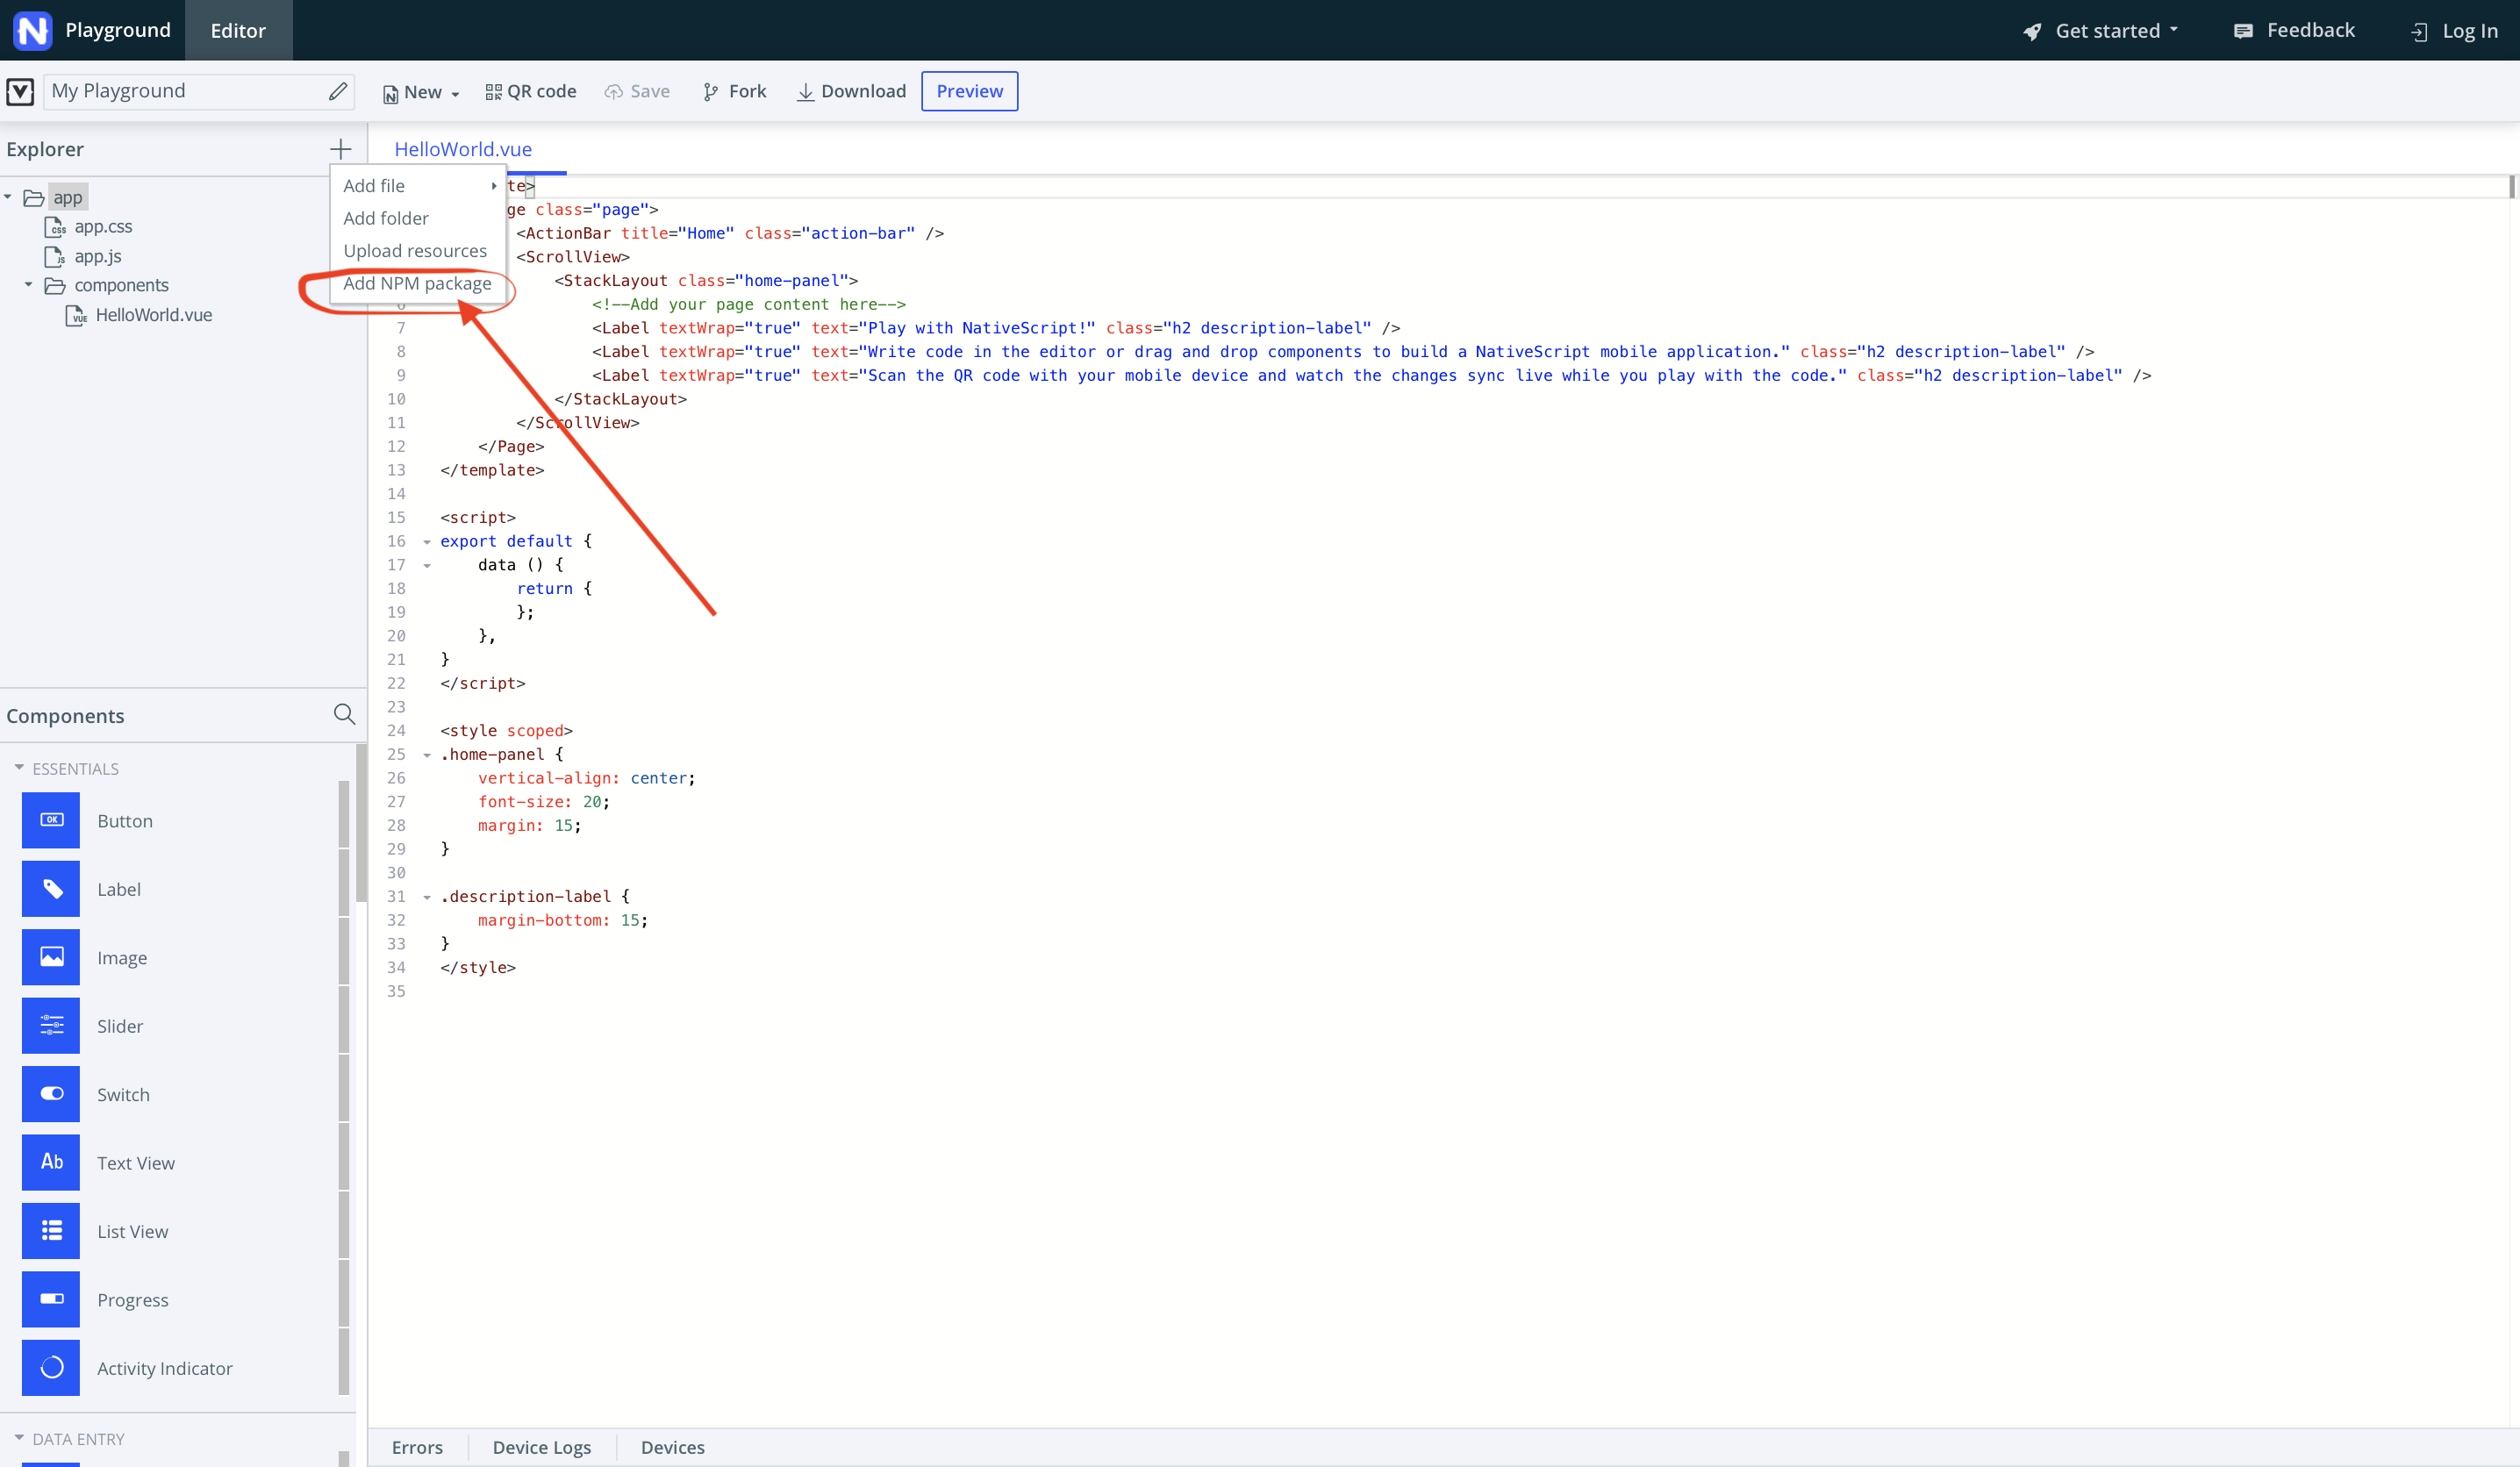 Playground
Editor
Get started
Feedback
Log In
My Playground
New
QR code
Save
Fork
Download
Preview
Explorer
HelloWorld.vue
app
app.css
app.js
components
HelloWorld.vue
Add file
Add folder
Upload resources
Add NPM package
te>
ge class="page">
<ActionBar title="Home" class="action-bar" />
<ScrollView>
<StackLayout class="home-panel">
<!--Add your page content here-->
7 <Label textWrap="true" text="Play with NativeScript!" class="h2 description-label" />
8 <Label textWrap="true" text="Write code in the editor or drag and drop components to build a NativeScript mobile application." class="h2 description-label" />
9 <Label textWrap="true" text="Scan the QR code with your mobile device and watch the changes sync live while you play with the code." class="h2 description-label" />
10 </StackLayout>
11 </ScrollView>
12 </Page>
13 </template>
14
15 <script>
16 export default {
17 data () {
18 return {
19 };
20 },
21 }
22 </script>
23
24 <style scoped>
25 .home-panel {
26 vertical-align: center;
27 font-size: 20;
28 margin: 15;
29 }
30
31 .description-label {
32 margin-bottom: 15;
33 }
34 </style>
35
Components
ESSENTIALS
OK Button
Label
Image
Slider
Switch
Ab Text View
List View
Progress
Activity Indicator
DATA ENTRY
Errors
Device Logs
Devices